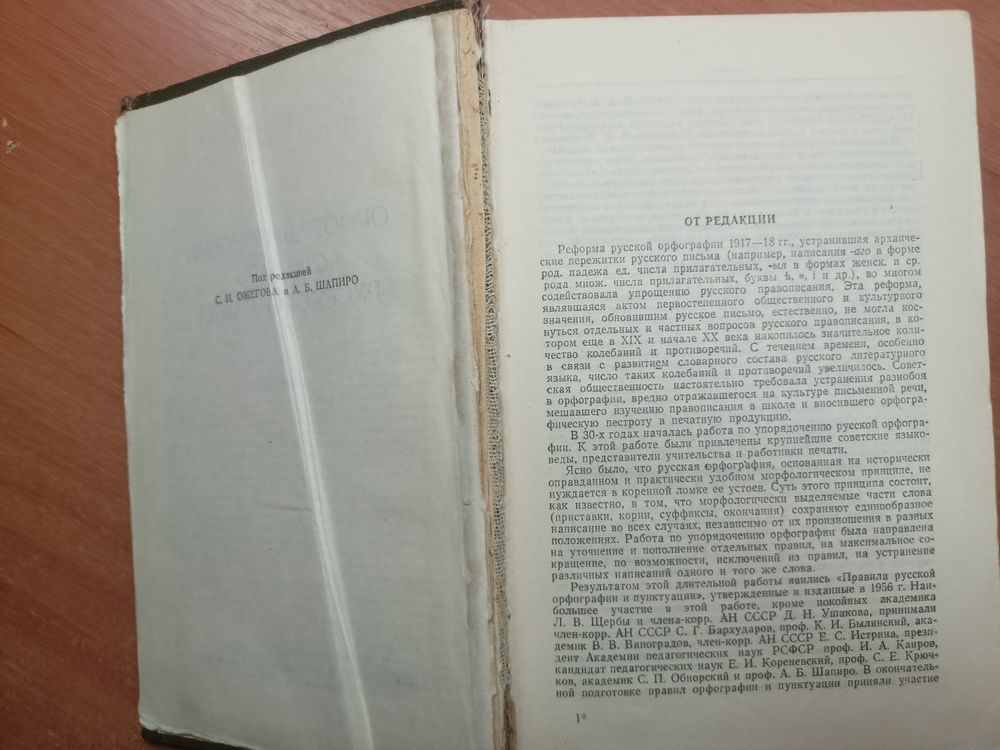 Под редакцией
С. И. ОЖЕГОВА и А. Б. ШАПИРО
ОТ РЕДАКЦИИ
Реформа русской орфографии 1917—18 гг., устранившая архаиче-
ские пережитки русского письма (например, написания -аго в форме
род. падежа ед. числа прилагательных, -ыя в формах женск. и ср.
рода множ. числа прилагательных, буквы ѣ, ѳ, i и др.), во многом
содействовала упрощению русского правописания. Эта реформа,
являвшаяся актом первостепенного общественного и культурного
значения, обновившим русское письмо, естественно, не могла кос-
нуться отдельных и частных вопросов русского правописания, в ко-
тором еще в XIX и начале XX века накопилось значительное коли-
чество колебаний и противоречий. С течением времени, особенно
в связи с развитием словарного состава русского литературного
языка, число таких колебаний и противоречий увеличилось. Совет-
ская общественность настоятельно требовала устранения разнобоя
в орфографии, вредно отражавшегося на культуре письменной речи,
мешавшего изучению правописания в школе и вносившего орфогра-
фическую пестроту в печатную продукцию.
В 30-х годах началась работа по упорядочению русской орфогра-
фии. К этой работе были привлечены крупнейшие советские языко-
веды, представители учительства и работники печати.
Ясно было, что русская орфография, основанная на исторически
оправданном и практически удобном морфологическом принципе, не
нуждается в коренной ломке ее устоев. Суть этого принципа состоит,
как известно, в том, что морфологически выделяемые части слова
(приставки, корни, суффиксы, окончания) сохраняют единообразное
написание во всех случаях, независимо от их произношения в разных
положениях. Работа по упорядочению орфографии была направлена
на уточнение и пополнение отдельных правил, на максимальное со-
кращение, по возможности, исключений из правил, на устранение
различных написаний одного и того же слова.
Результатом этой длительной работы явились «Правила русской
орфографии и пунктуации», утвержденные и изданные в 1956 г. Наи-
большее участие в этой работе, кроме покойных академика
Л. В. Щербы и члена-корр. АН СССР Д. Н. Ушакова, принимали
член-корр. АН СССР С. Г. Бархударов, проф. К. И. Былинский, ака-
демик В. В. Виноградов, член-корр. АН СССР Е. С. Истрина, прези-
дент Академии педагогических наук РСФСР проф. И. А. Каиров,
кандидат педагогических наук Е. И. Кореневский, проф. С. Е. Крюч-
ков, академик С. П. Обнорский и проф. А. Б. Шапиро. В окончатель-
ной подготовке правил орфографии и пунктуации приняли участие
1*